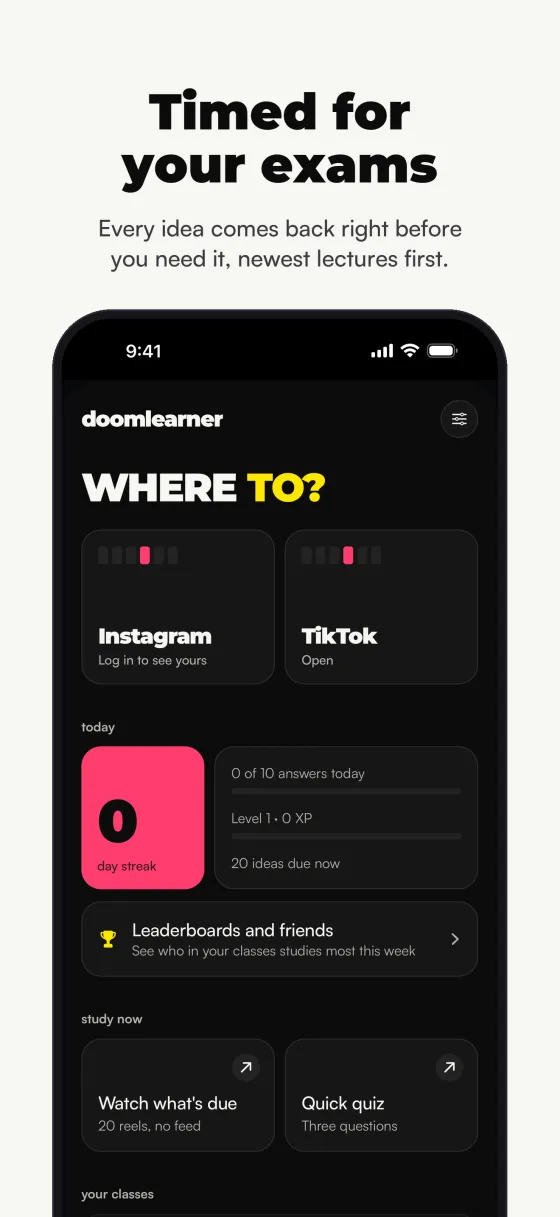 Timed for
your exams
Every idea comes back right before
you need it, newest lectures first.
9:41
doomlearner
WHERE TO?
Instagram
Log in to see yours
TikTok
Open
today
0
day streak
0 of 10 answers today
Level 1 · 0 XP
20 ideas due now
Leaderboards and friends
See who in your classes studies most this week
study now
Watch what's due
20 reels, no feed
Quick quiz
Three questions
your classes